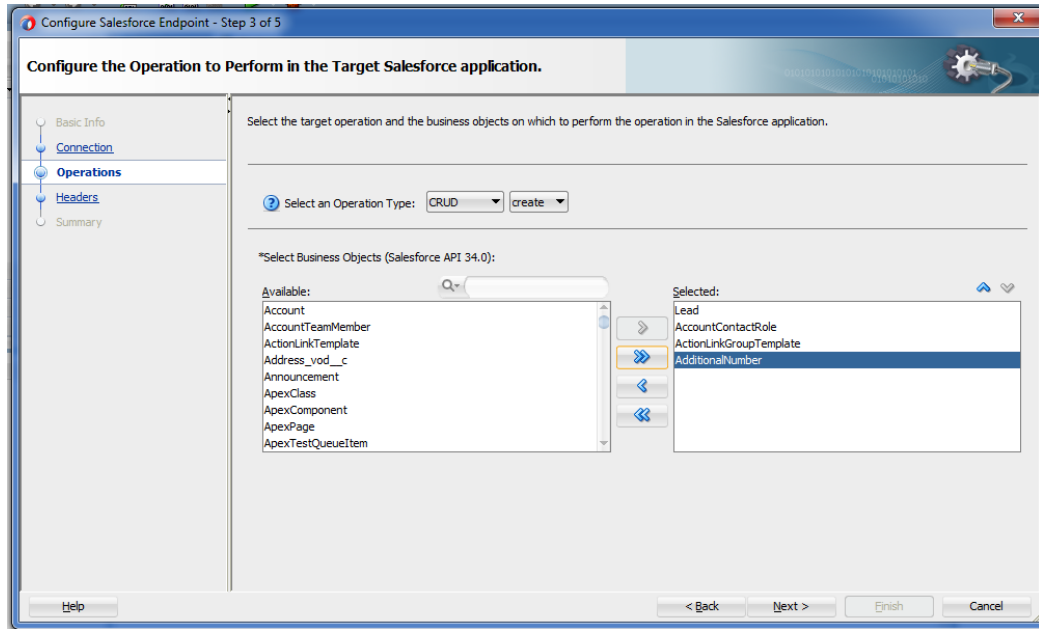 Configure Salesforce Endpoint - Step 3 of 5
Configure the Operation to Perform in the Target Salesforce application.
Basic Info
Connection
Operations
Headers
Summary
Select the target operation and the business objects on which to perform the operation in the Salesforce application.
Select an Operation Type: CRUD create
*Select Business Objects (Salesforce API 34.0):
Available:
Account
AccountTeamMember
ActionLinkTemplate
Address_vod__c
Announcement
ApexClass
ApexComponent
ApexPage
ApexTestQueueItem
Selected:
Lead
AccountContactRole
ActionLinkGroupTemplate
AdditionalNumber
Help
< Back
Next >
Finish
Cancel